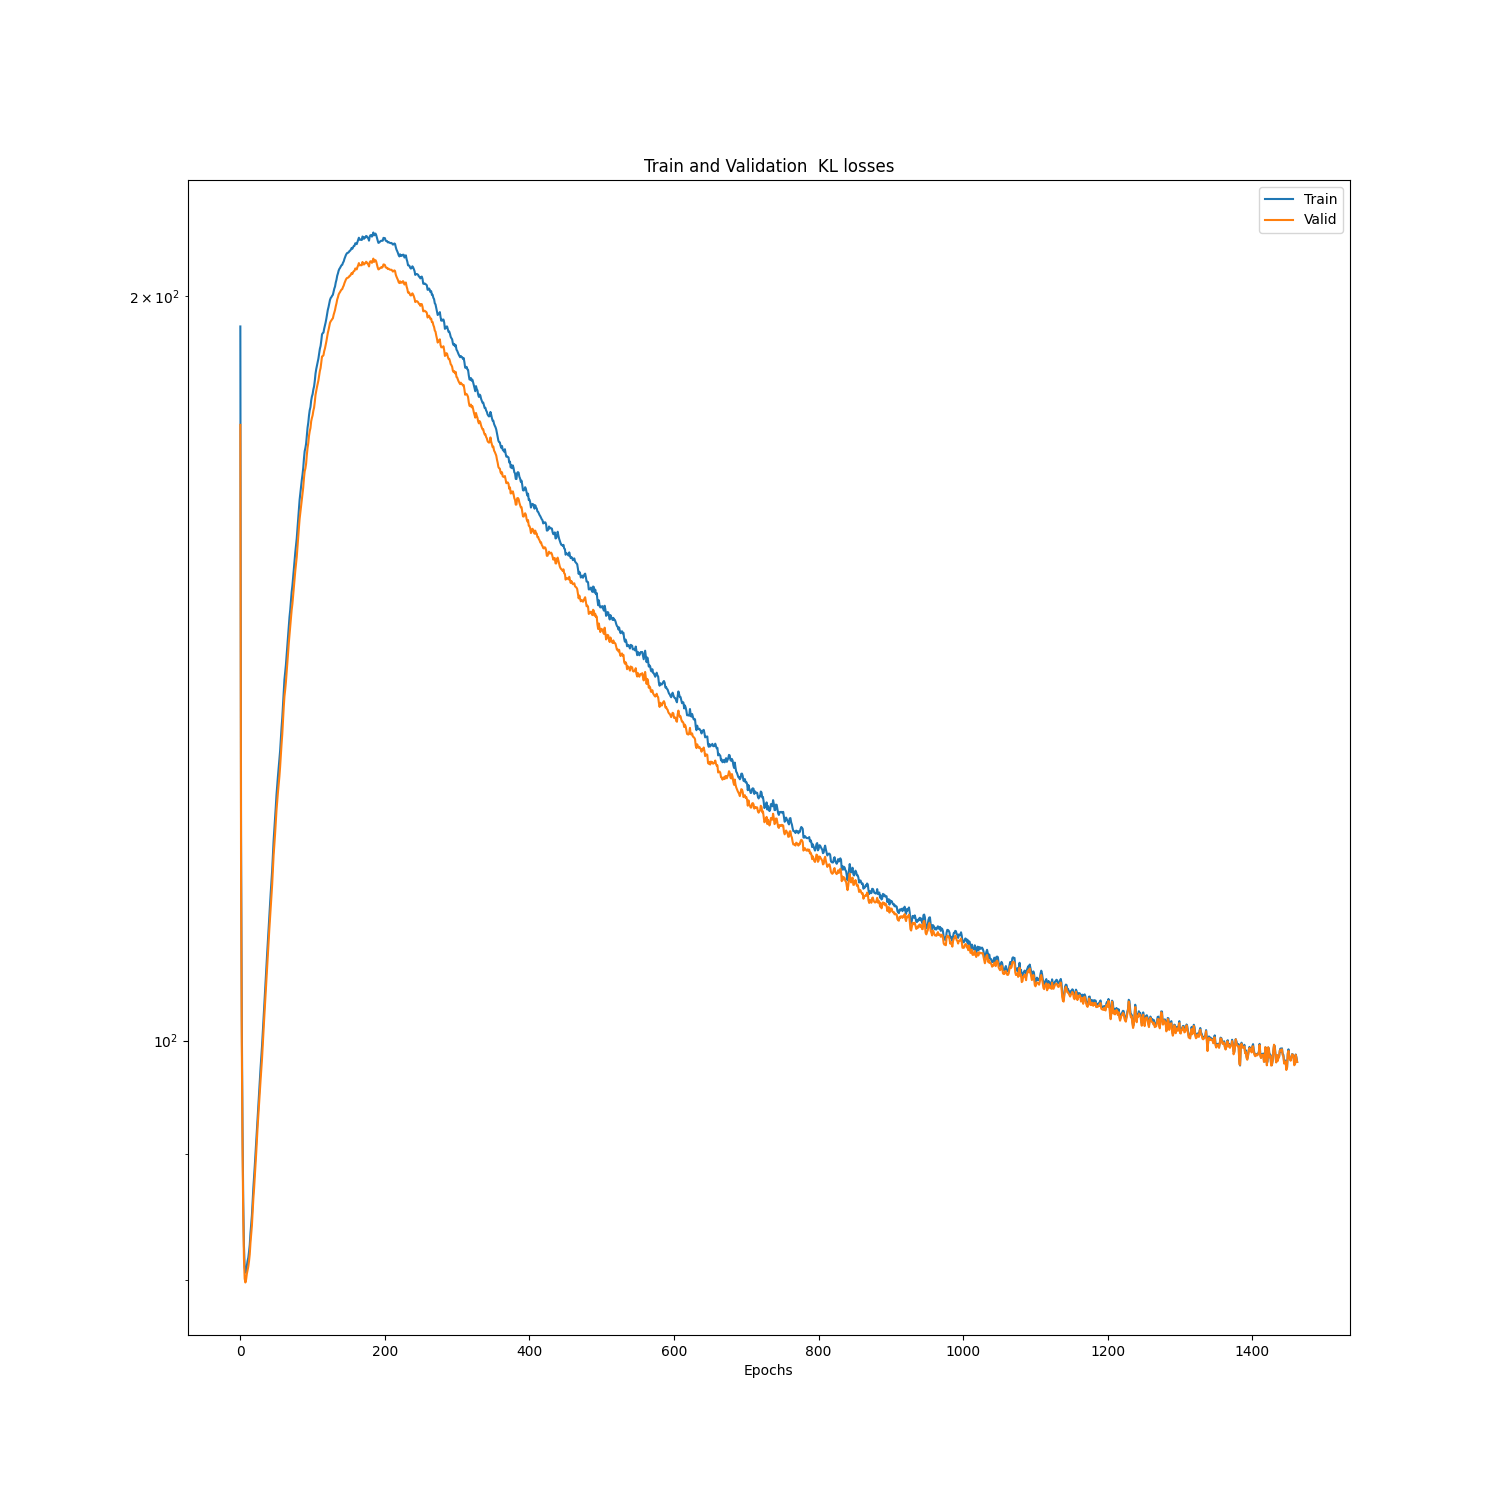 Train and Validation  KL losses
Train
Valid
2 × 10²
10²
0 200 400 600 800 1000 1200 1400
Epochs